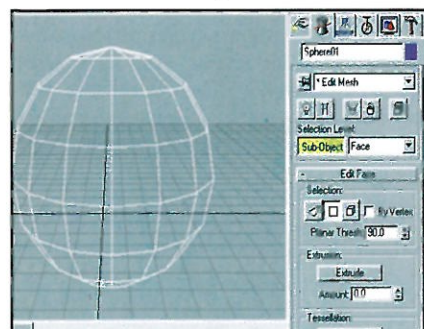 Sphere01
* Edit Mesh
Selection Level:
Sub-Object Face
- Edit Face
Selection:
By Vertex
Planar Thresh: 90.0
Extrusion:
Extrude
Amount: 0.0
Tessellation